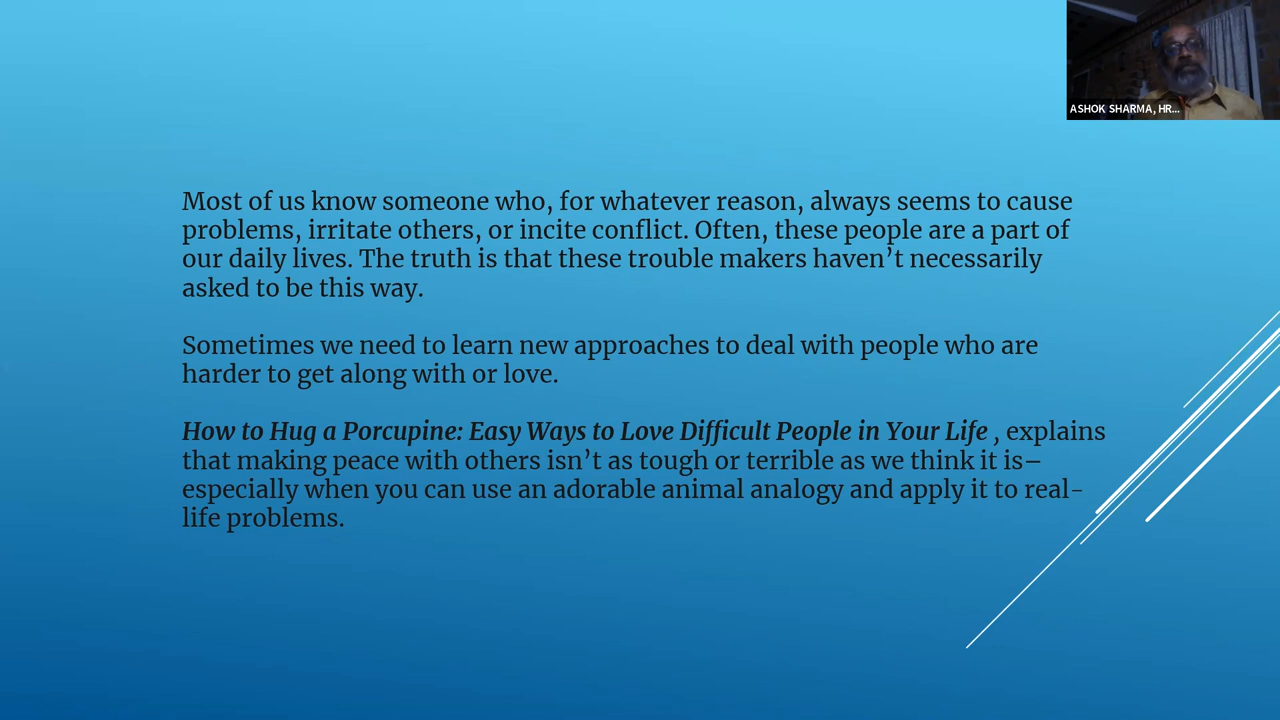 ASHOK SHARMA, HR...
Most of us know someone who, for whatever reason, always seems to cause
problems, irritate others, or incite conflict. Often, these people are a part of
our daily lives. The truth is that these trouble makers haven’t necessarily
asked to be this way.
Sometimes we need to learn new approaches to deal with people who are
harder to get along with or love.
How to Hug a Porcupine: Easy Ways to Love Difficult People in Your Life , explains
that making peace with others isn’t as tough or terrible as we think it is–
especially when you can use an adorable animal analogy and apply it to real-
life problems.